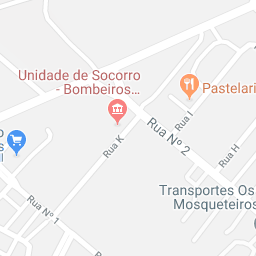 Unidade de Socorro
- Bombeiros...
Pastelari
Rua I
Rua K
Rua Nº 2
Rua H
Transportes Os
Mosqueteiros
Rua Nº 1